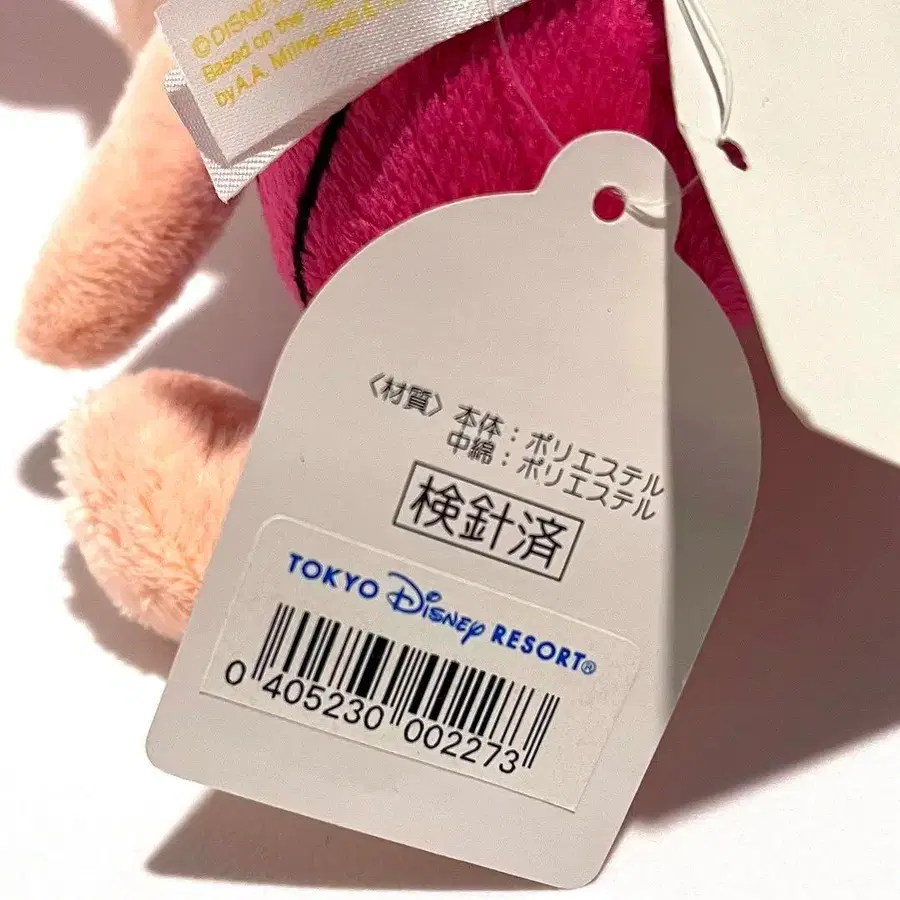 ©DISNEY
Based on the
by A.A. Milne and E.
〈材質〉本体：ポリエステル
中綿：ポリエステル
検針済
TOKYO Disney RESORT®
0 405230 002273